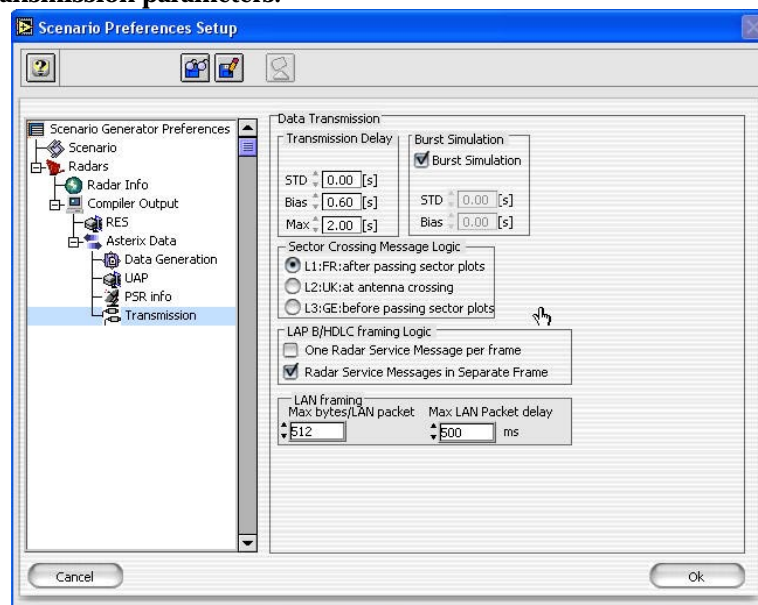 ansmission parameters.
Scenario Preferences Setup
?
Scenario Generator Preferences
Scenario
Radars
Radar Info
Compiler Output
RES
Asterix Data
Data Generation
UAP
PSR info
Transmission
Data Transmission
Transmission Delay
STD 0.00 [s]
Bias 0.60 [s]
Max 2.00 [s]
Burst Simulation
Burst Simulation
STD 0.00 [s]
Bias 0.00 [s]
Sector Crossing Message Logic
L1:FR:after passing sector plots
L2:UK:at antenna crossing
L3:GE:before passing sector plots
LAP B/HDLC framing Logic
One Radar Service Message per frame
Radar Service Messages in Separate Frame
LAN framing
Max bytes/LAN packet Max LAN Packet delay
512 500 ms
Cancel Ok